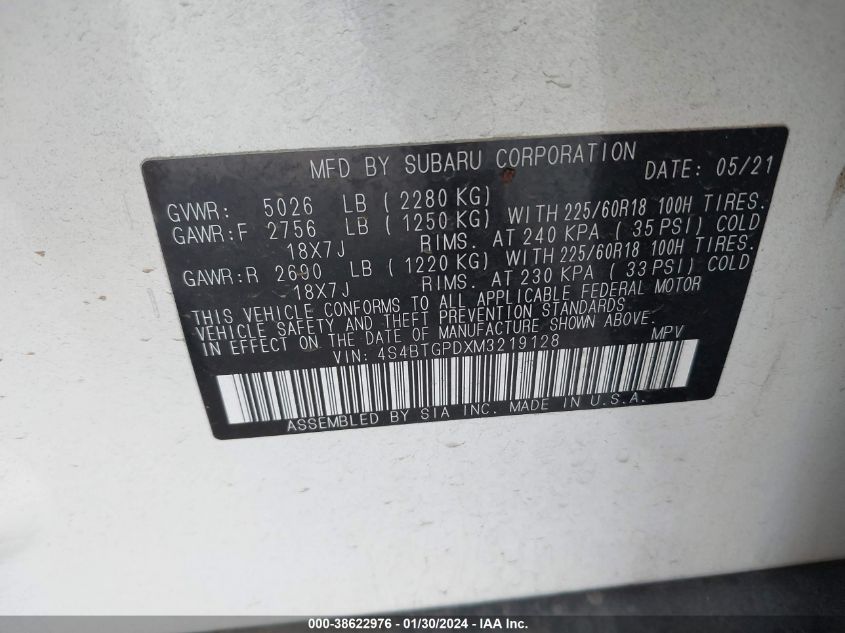 MFD BY SUBARU CORPORATION DATE: 05/21
GVWR: 5026 LB ( 2280 KG)
GAWR:F 2756 LB ( 1250 KG) WITH 225/60R18 100H TIRES.
18X7J RIMS. AT 240 KPA ( 35 PSI) COLD
GAWR:R 2690 LB ( 1220 KG) WITH 225/60R18 100H TIRES.
18X7J RIMS. AT 230 KPA ( 33 PSI) COLD
THIS VEHICLE CONFORMS TO ALL APPLICABLE FEDERAL MOTOR
VEHICLE SAFETY AND THEFT PREVENTION STANDARDS
IN EFFECT ON THE DATE OF MANUFACTURE SHOWN ABOVE.
VIN: 4S4BTGPDXM3219128 MPV
ASSEMBLED BY SIA INC. MADE IN U.S.A.
000-38622976 - 01/30/2024 - IAA Inc.